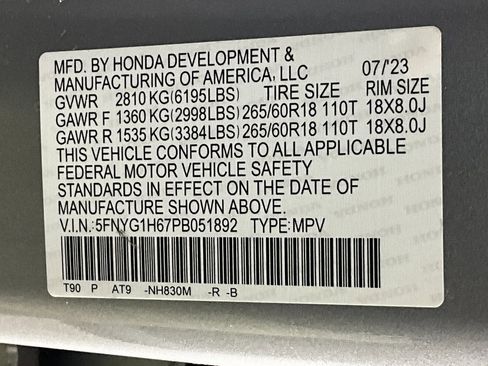 MFD. BY HONDA DEVELOPMENT &
MANUFACTURING OF AMERICA, LLC 07/'23
GVWR 2810 KG(6195LBS) TIRE SIZE RIM SIZE
GAWR F 1360 KG(2998LBS) 265/60R18 110T 18X8.0J
GAWR R 1535 KG(3384LBS) 265/60R18 110T 18X8.0J
THIS VEHICLE CONFORMS TO ALL APPLICABLE
FEDERAL MOTOR VEHICLE SAFETY
STANDARDS IN EFFECT ON THE DATE OF
MANUFACTURE SHOWN ABOVE.
V.I.N.:5FNYG1H67PB051892 TYPE:MPV
T90 P AT9 -NH830M -R -B